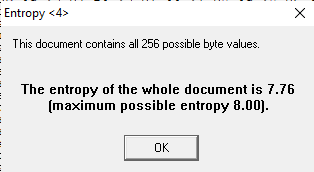 Entropy <4>
This document contains all 256 possible byte values.
The entropy of the whole document is 7.76
(maximum possible entropy 8.00).
OK